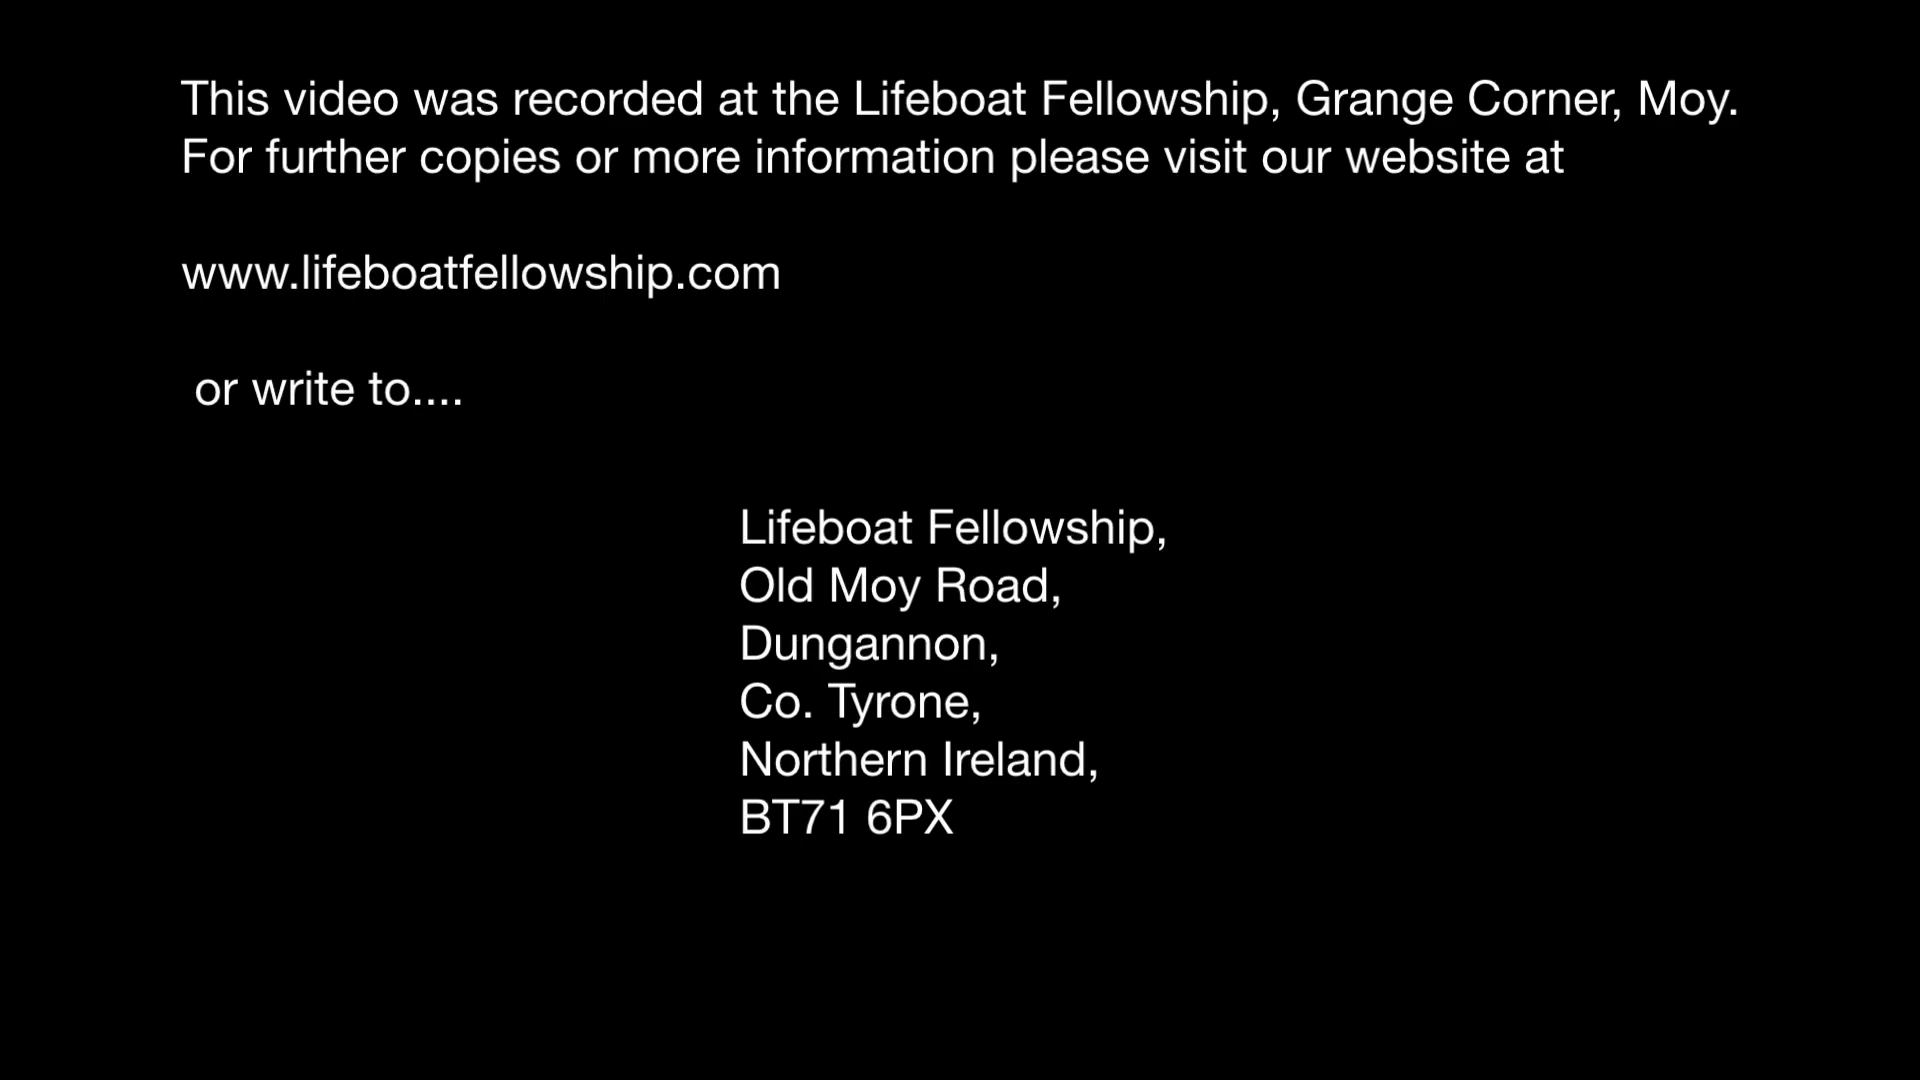 This video was recorded at the Lifeboat Fellowship, Grange Corner, Moy.
For further copies or more information please visit our website at
www.lifeboatfellowship.com
or write to....
Lifeboat Fellowship,
Old Moy Road,
Dungannon,
Co. Tyrone,
Northern Ireland,
BT71 6PX